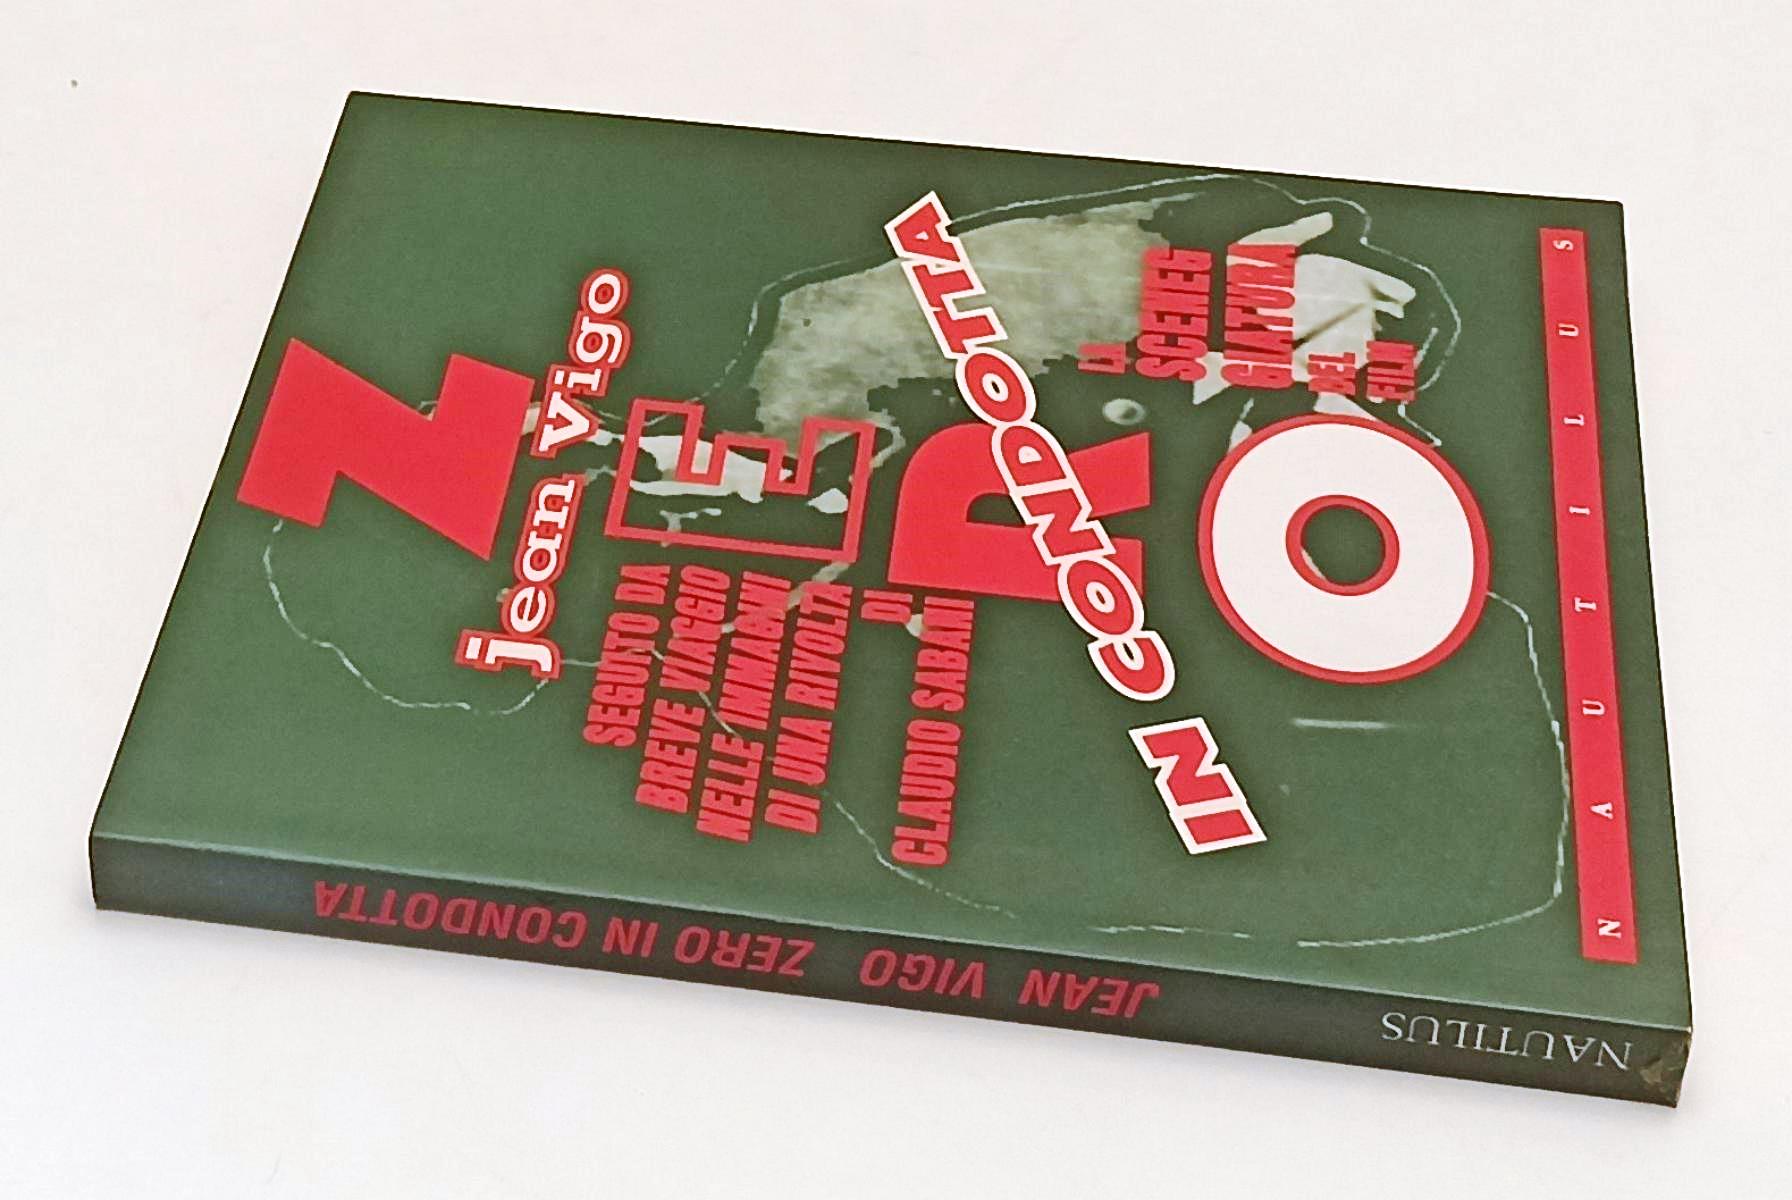 jean vigo
ZERO
IN CONDOTTA
LA
SCENEG
GIATURA
DEL
FILM
SEGUITO DA
BREVE VIAGGIO
NELLE IMMAGINI
DI UNA RIVOLTA
DI
CLAUDIO SABANI
NAUTILUS
NAUTILUS JEAN VIGO ZERO IN CONDOTTA